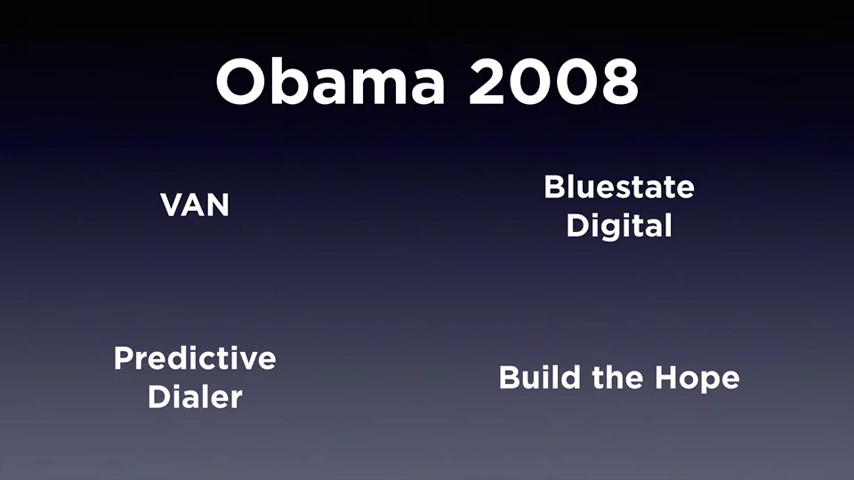 Obama 2008
VAN
Bluestate
Digital
Predictive
Dialer
Build the Hope